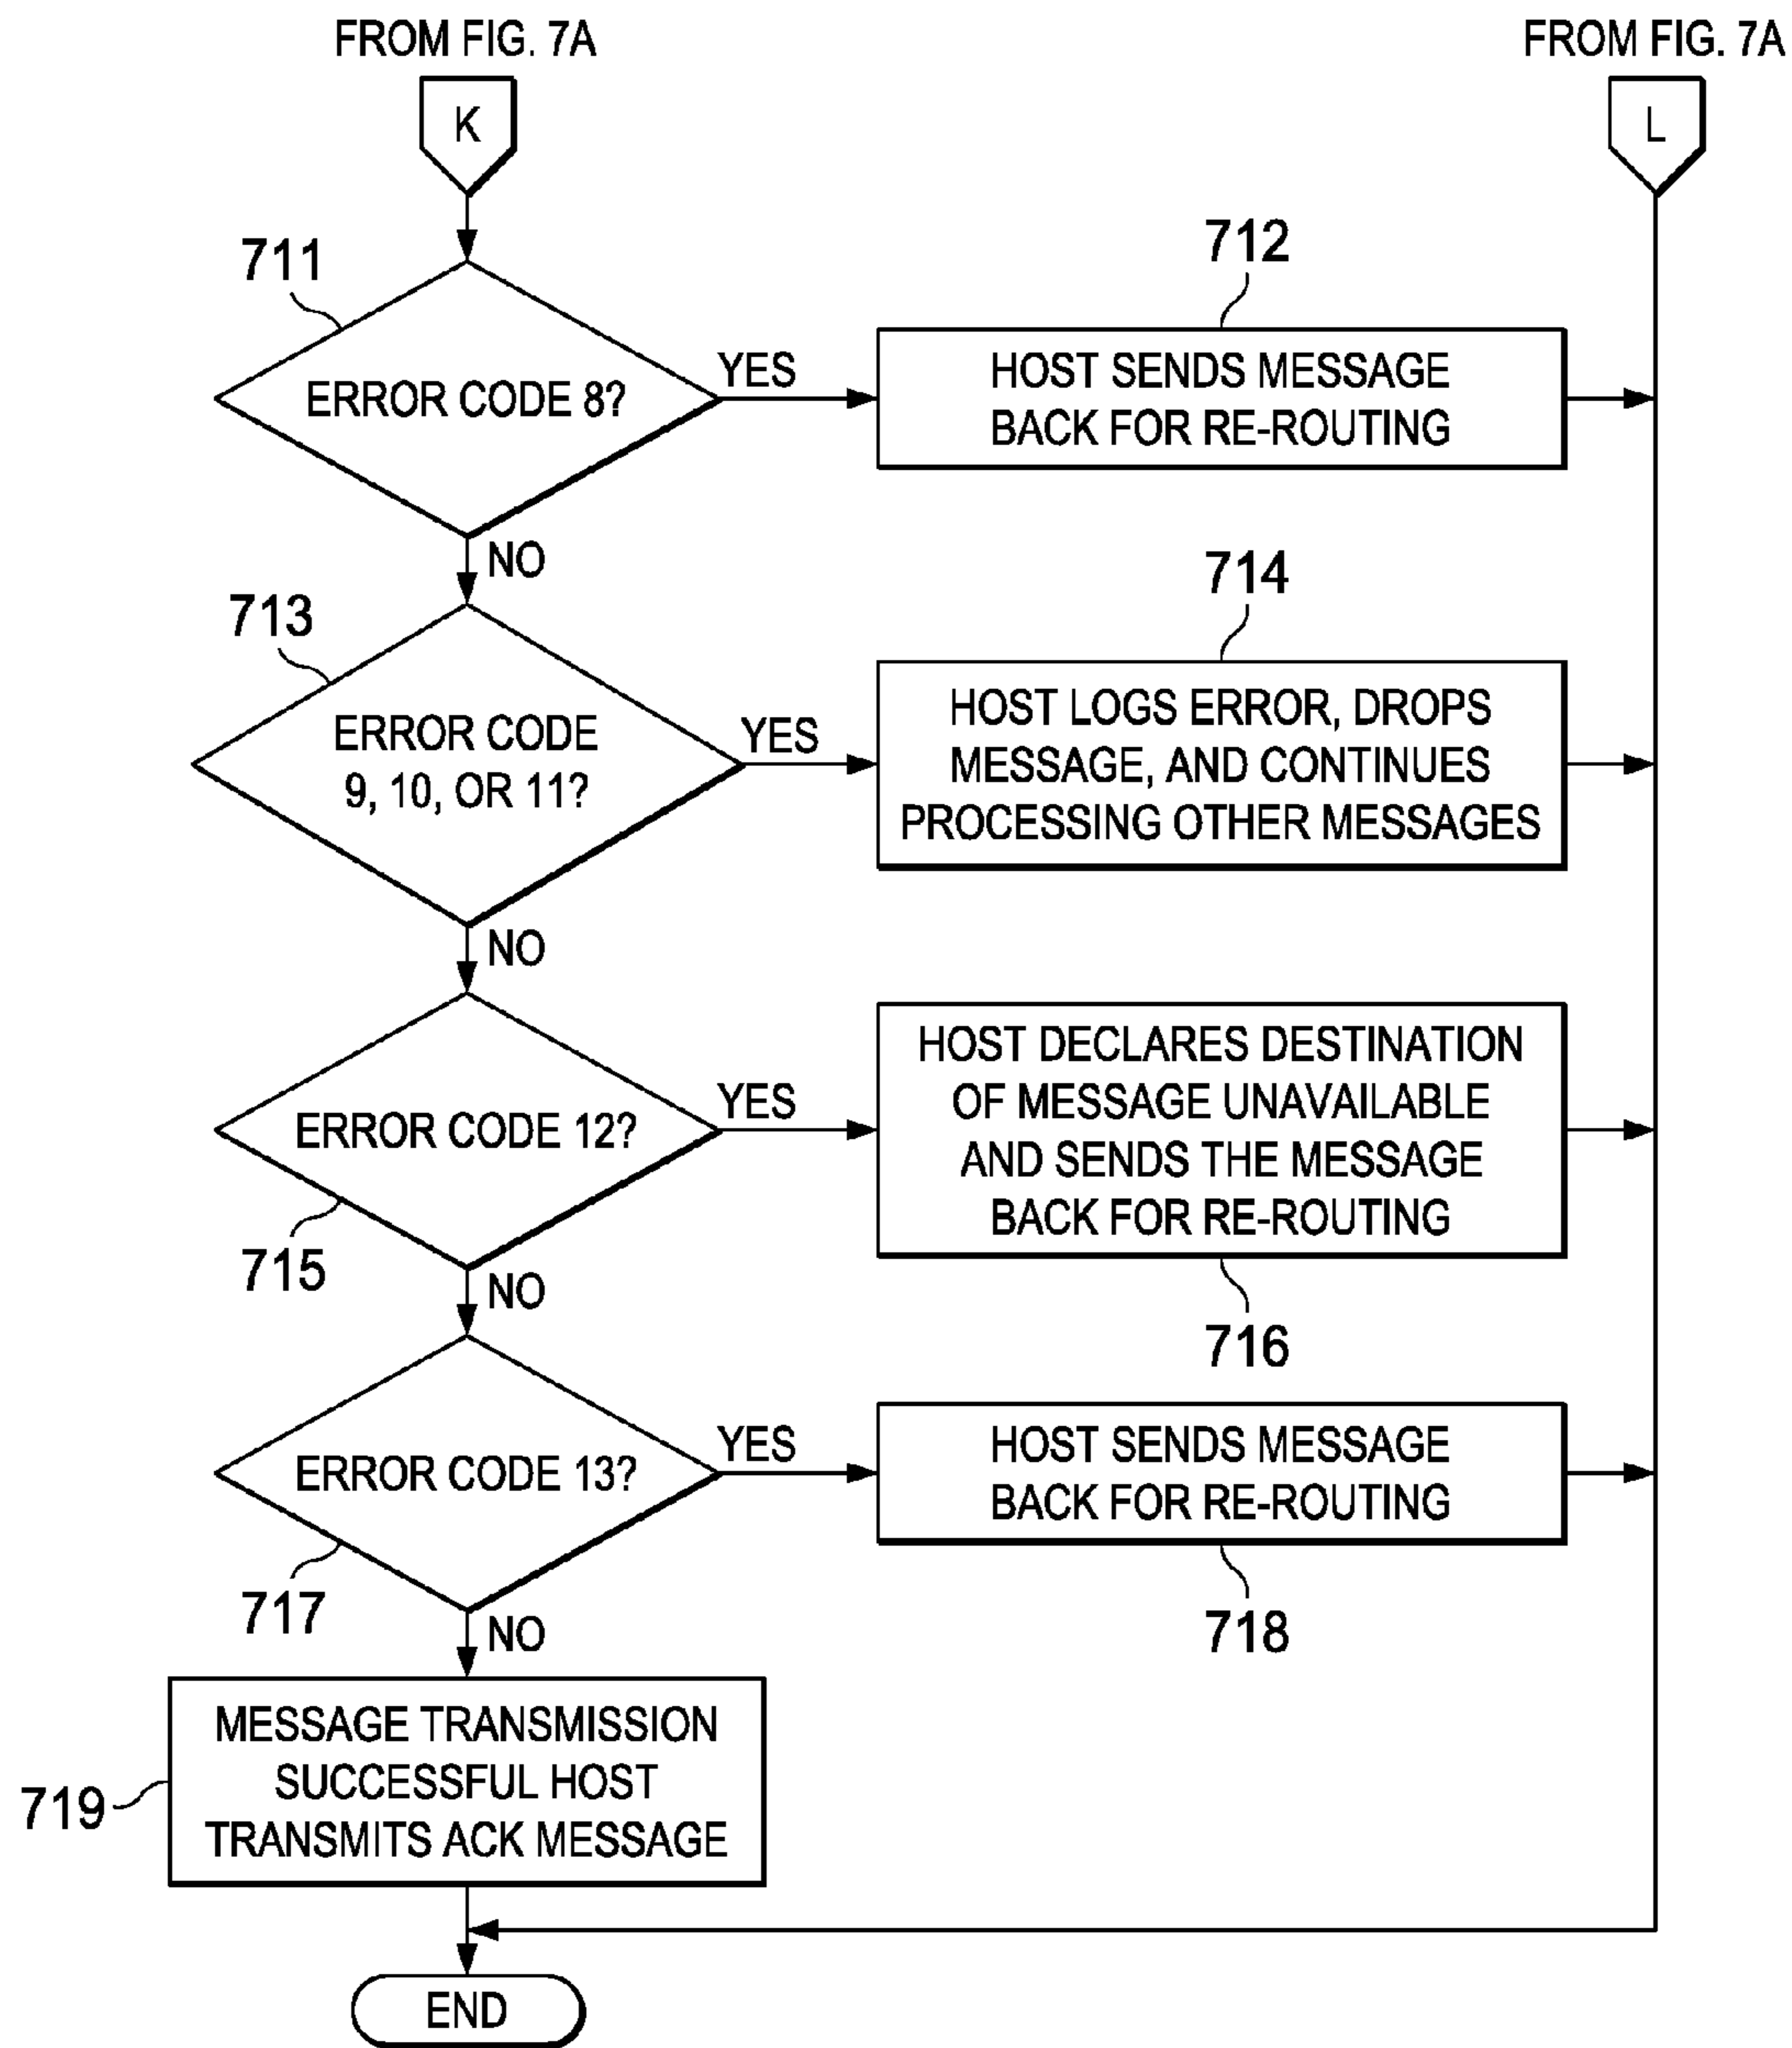 FROM FIG. 7A
FROM FIG. 7A
K
L
711
712
ERROR CODE 8?
YES
HOST SENDS MESSAGE
BACK FOR RE-ROUTING
NO
713
714
ERROR CODE
9, 10, OR 11?
YES
HOST LOGS ERROR, DROPS
MESSAGE, AND CONTINUES
PROCESSING OTHER MESSAGES
NO
ERROR CODE 12?
YES
HOST DECLARES DESTINATION
OF MESSAGE UNAVAILABLE
AND SENDS THE MESSAGE
BACK FOR RE-ROUTING
715
NO
716
ERROR CODE 13?
YES
HOST SENDS MESSAGE
BACK FOR RE-ROUTING
717
NO
718
MESSAGE TRANSMISSION
SUCCESSFUL HOST
TRANSMITS ACK MESSAGE
719
END